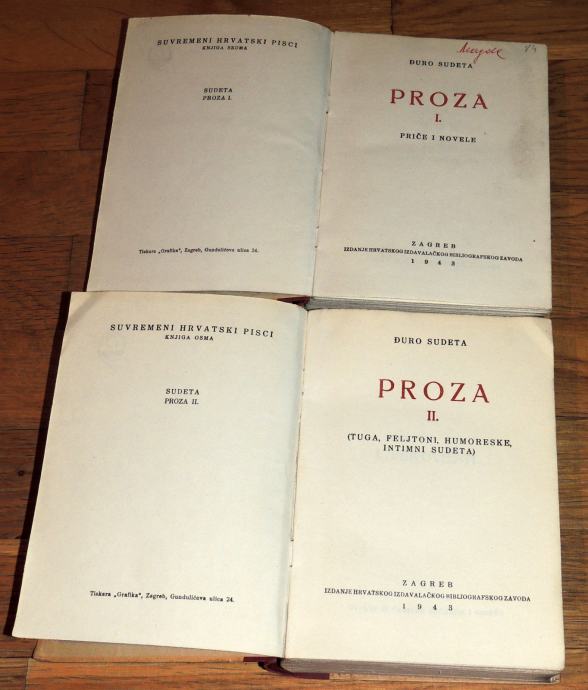 SUVREMENI HRVATSKI PISCI
KNJIGA SEDMA
SUDETA
PROZA I.
Tiskara „Grafika", Zagreb, Gundulićeva ulica 24.
84
ĐURO SUDETA
PROZA
I.
PRIČE I NOVELE
ZAGREB
IZDANJE HRVATSKOG IZDAVALAČKOG BIBLIOGRAFSKOG ZAVODA
1943
SUVREMENI HRVATSKI PISCI
KNJIGA OSMA
SUDETA
PROZA II.
Tiskara „Grafika", Zagreb, Gundulićeva ulica 24.
ĐURO SUDETA
PROZA
II.
(TUGA, FELJTONI, HUMORESKE,
INTIMNI SUDETA)
ZAGREB
IZDANJE HRVATSKOG IZDAVALAČKOG BIBLIOGRAFSKOG ZAVODA
1943